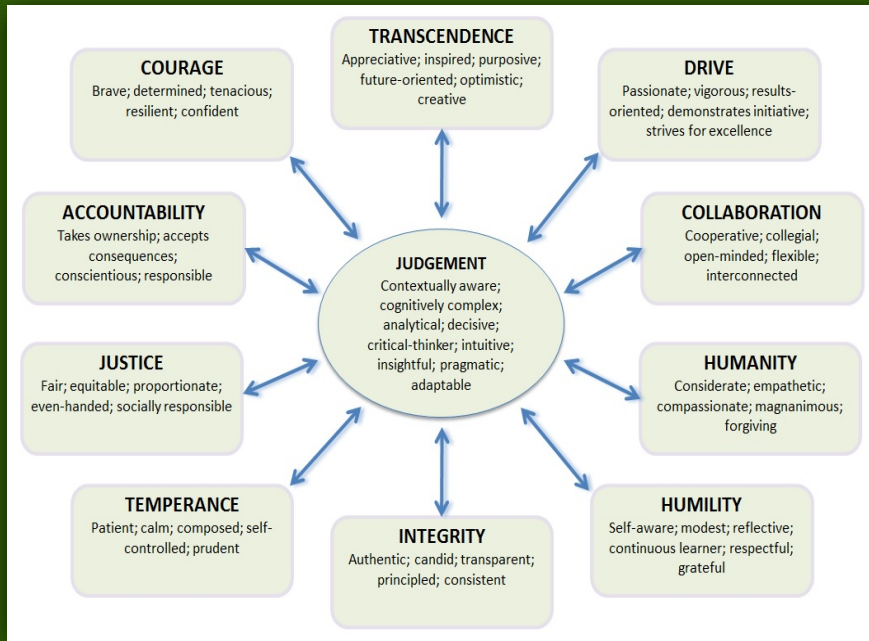 TRANSCENDENCE
Appreciative; inspired; purposive;
future-oriented; optimistic;
creative
COURAGE
Brave; determined; tenacious;
resilient; confident
DRIVE
Passionate; vigorous; results-
oriented; demonstrates initiative;
strives for excellence
ACCOUNTABILITY
Takes ownership; accepts
consequences;
conscientious; responsible
COLLABORATION
Cooperative; collegial;
open-minded; flexible;
interconnected
JUDGEMENT
Contextually aware;
cognitively complex;
analytical; decisive;
critical-thinker; intuitive;
insightful; pragmatic;
adaptable
JUSTICE
Fair; equitable; proportionate;
even-handed; socially responsible
HUMANITY
Considerate; empathetic;
compassionate; magnanimous;
forgiving
TEMPERANCE
Patient; calm; composed; self-
controlled; prudent
INTEGRITY
Authentic; candid; transparent;
principled; consistent
HUMILITY
Self-aware; modest; reflective;
continuous learner; respectful;
grateful